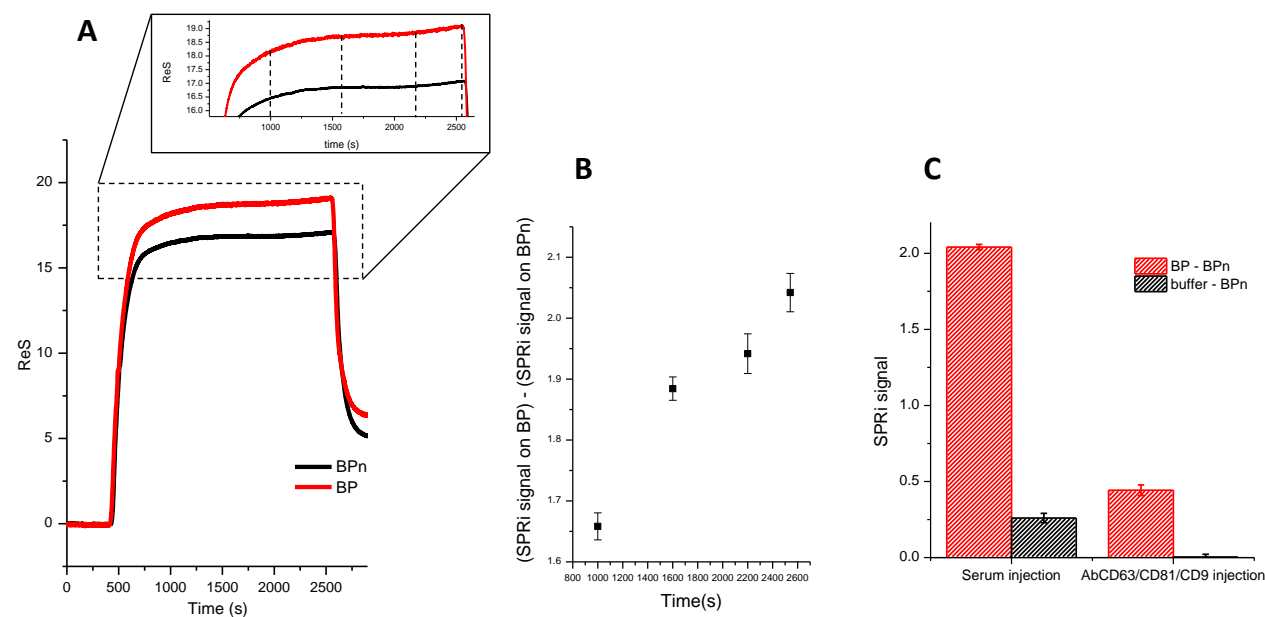 A
ReS
19.0
18.5
18.0
17.5
17.0
16.5
16.0
1000
1500
2000
2500
time (s)
ReS
20
15
10
5
0
BPn
BP
0
500
1000
1500
2000
2500
Time (s)
B
(SPRi signal on BP) - (SPRi signal on BPn)
2.1
2.0
1.9
1.8
1.7
1.6
800 1000 1200 1400 1600 1800 2000 2200 2400 2600
Time(s)
C
SPRi signal
2.0
1.5
1.0
0.5
0.0
BP - BPn
buffer - BPn
Serum injection
AbCD63/CD81/CD9 injection